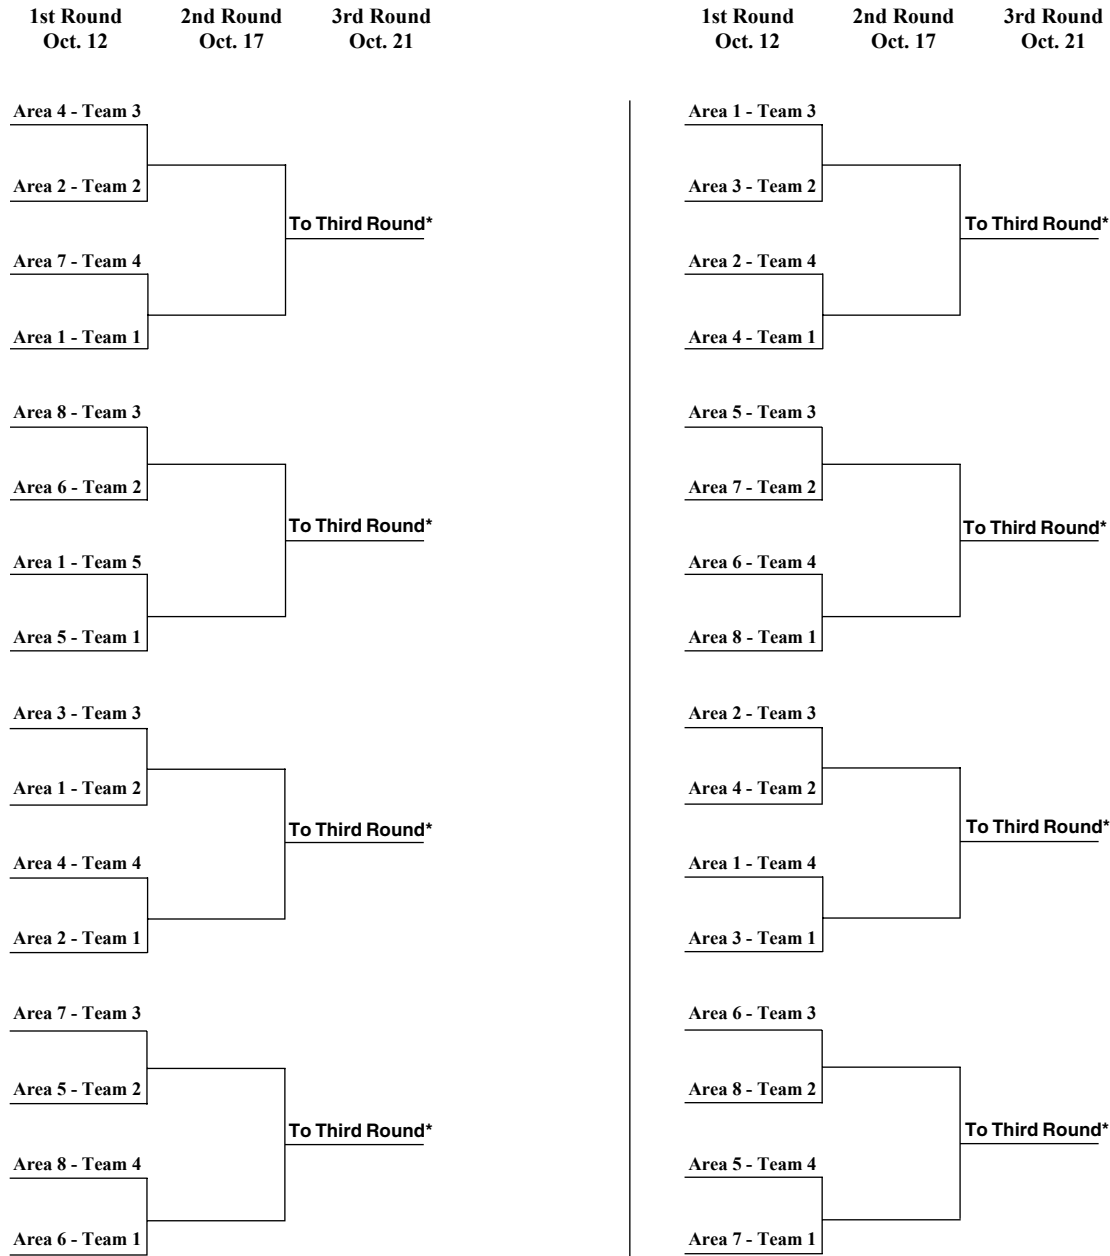 1st Round
Oct. 12
2nd Round
Oct. 17
3rd Round
Oct. 21
Area 4 - Team 3
Area 2 - Team 2
To Third Round*
Area 7 - Team 4
Area 1 - Team 1
Area 8 - Team 3
Area 6 - Team 2
To Third Round*
Area 1 - Team 5
Area 5 - Team 1
Area 3 - Team 3
Area 1 - Team 2
To Third Round*
Area 4 - Team 4
Area 2 - Team 1
Area 7 - Team 3
Area 5 - Team 2
To Third Round*
Area 8 - Team 4
Area 6 - Team 1
1st Round
Oct. 12
2nd Round
Oct. 17
3rd Round
Oct. 21
Area 1 - Team 3
Area 3 - Team 2
To Third Round*
Area 2 - Team 4
Area 4 - Team 1
Area 5 - Team 3
Area 7 - Team 2
To Third Round*
Area 6 - Team 4
Area 8 - Team 1
Area 2 - Team 3
Area 4 - Team 2
To Third Round*
Area 1 - Team 4
Area 3 - Team 1
Area 6 - Team 3
Area 8 - Team 2
To Third Round*
Area 5 - Team 4
Area 7 - Team 1